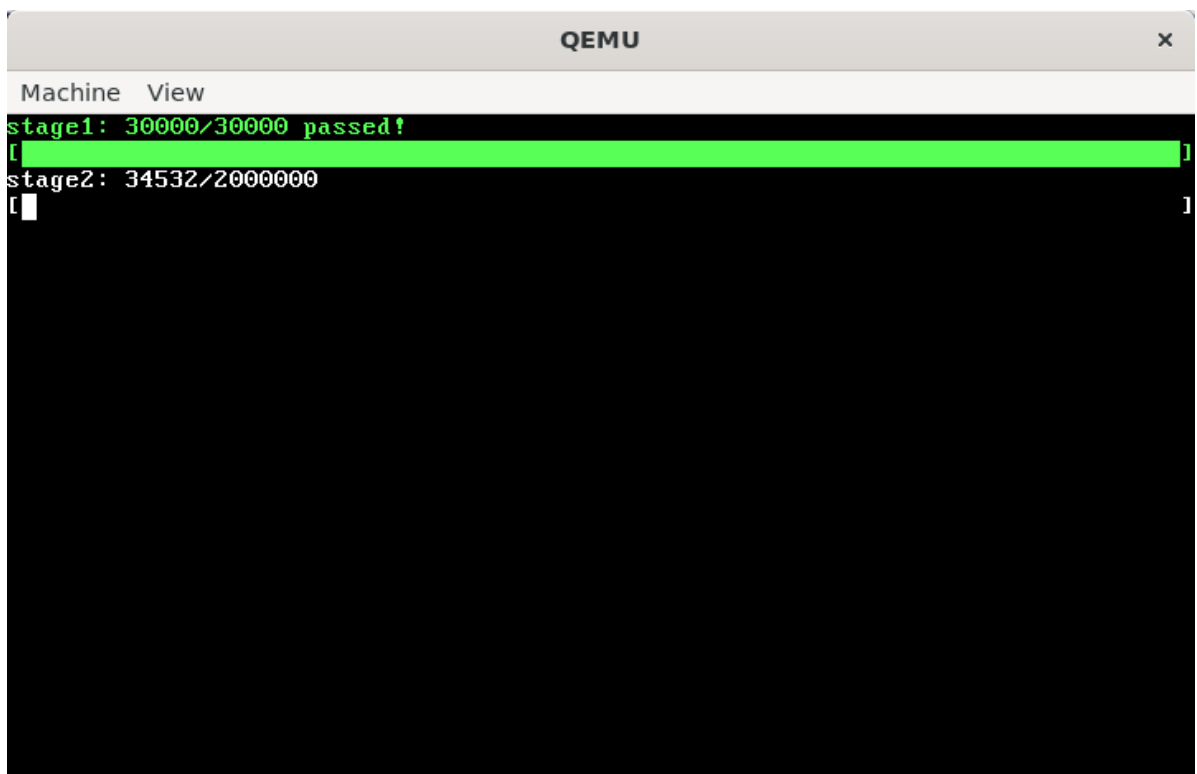 QEMU
×
Machine View
stage1: 30000/30000 passed!
[ ]
stage2: 34532/2000000
[ ]